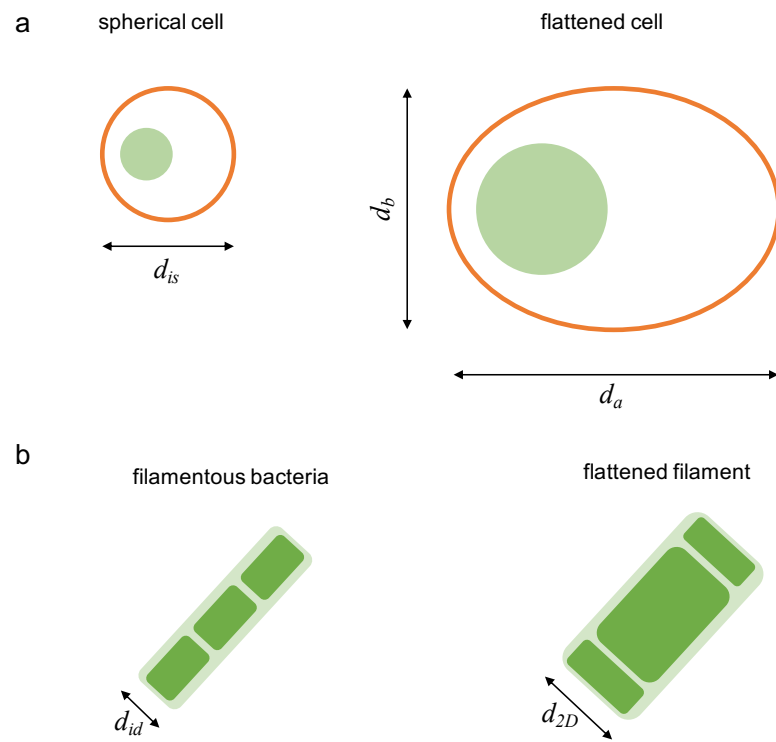 a
spherical cell
flattened cell
d_b
d_is
d_a
b
filamentous bacteria
flattened filament
d_id
d_2D